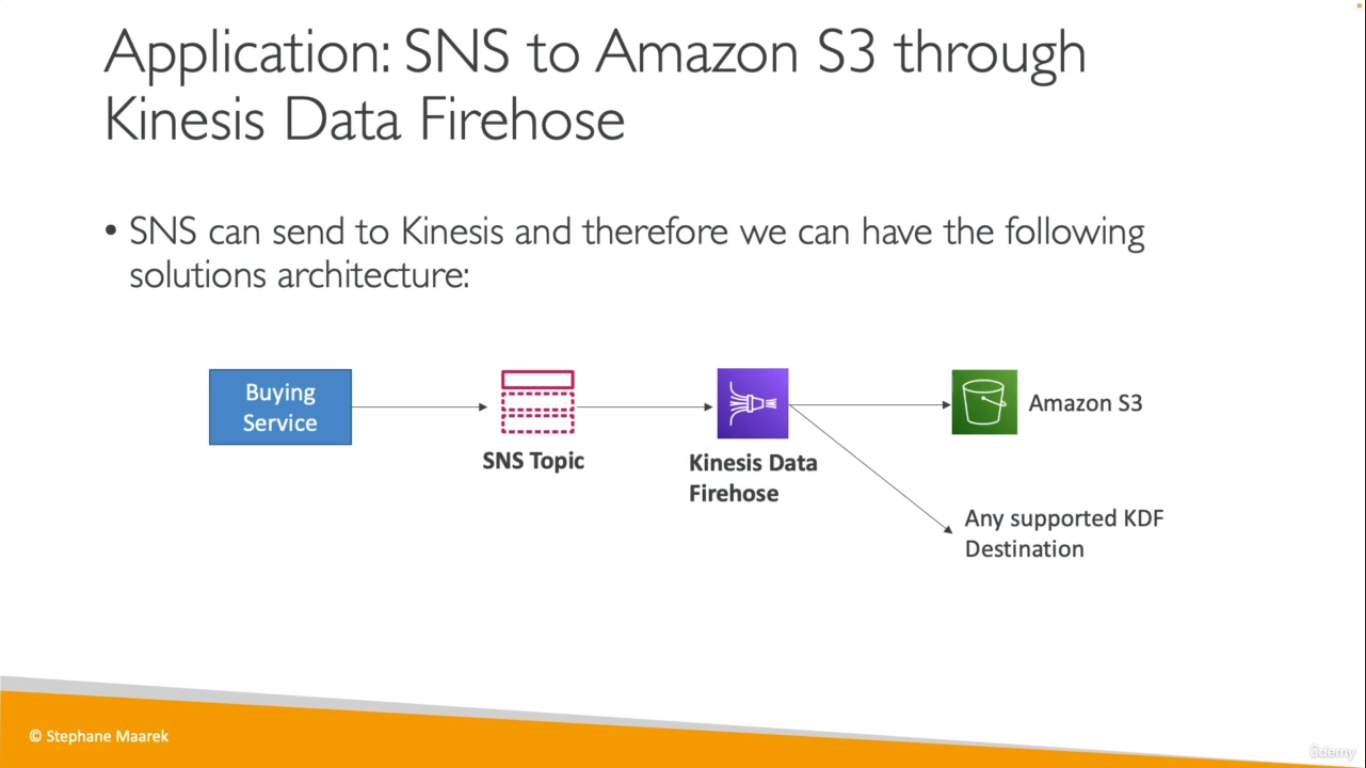 Application: SNS to Amazon S3 through
Kinesis Data Firehose
• SNS can send to Kinesis and therefore we can have the following
solutions architecture:
Buying
Service
SNS Topic
Kinesis Data
Firehose
Amazon S3
Any supported KDF
Destination
© Stephane Maarek
ûdemy